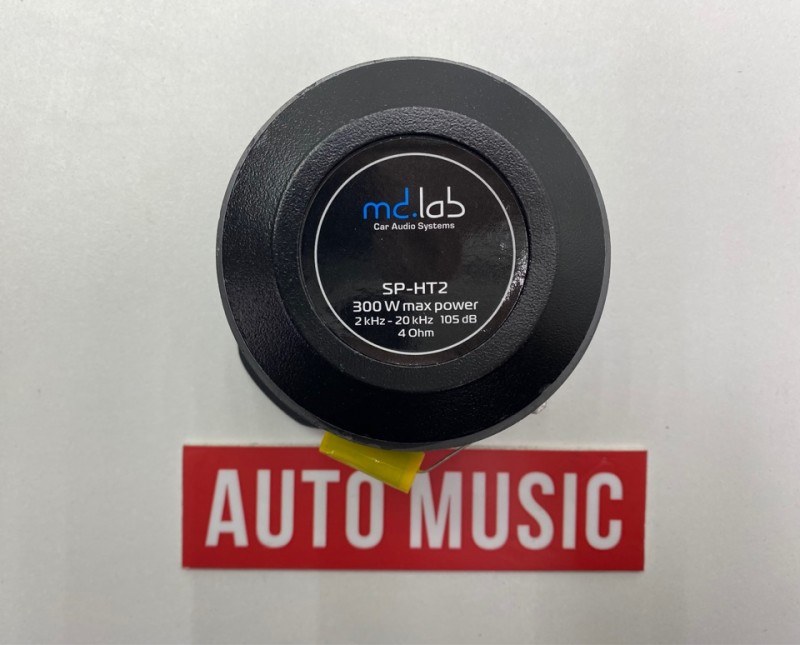 md.lab
Car Audio Systems
SP-HT2
300 W max power
2 kHz - 20 kHz 105 dB
4 Ohm
AUTO MUSIC